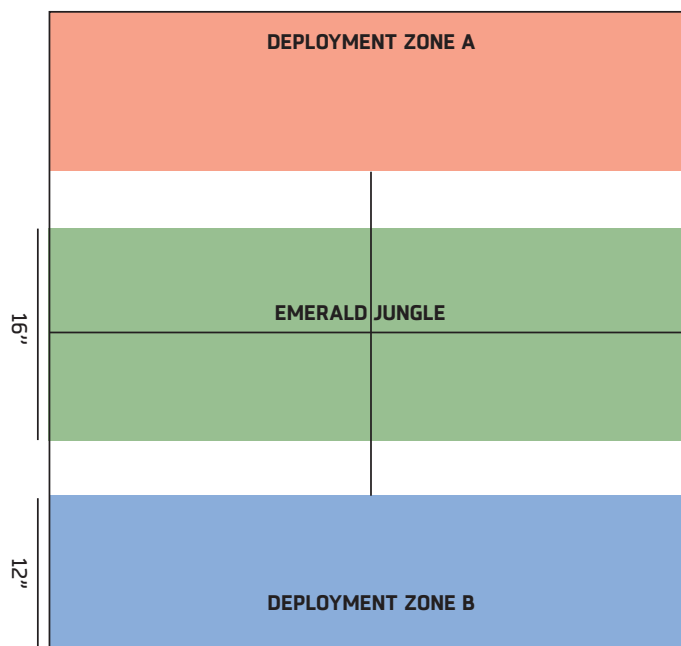 DEPLOYMENT ZONE A
EMERALD JUNGLE
16”
12”
DEPLOYMENT ZONE B